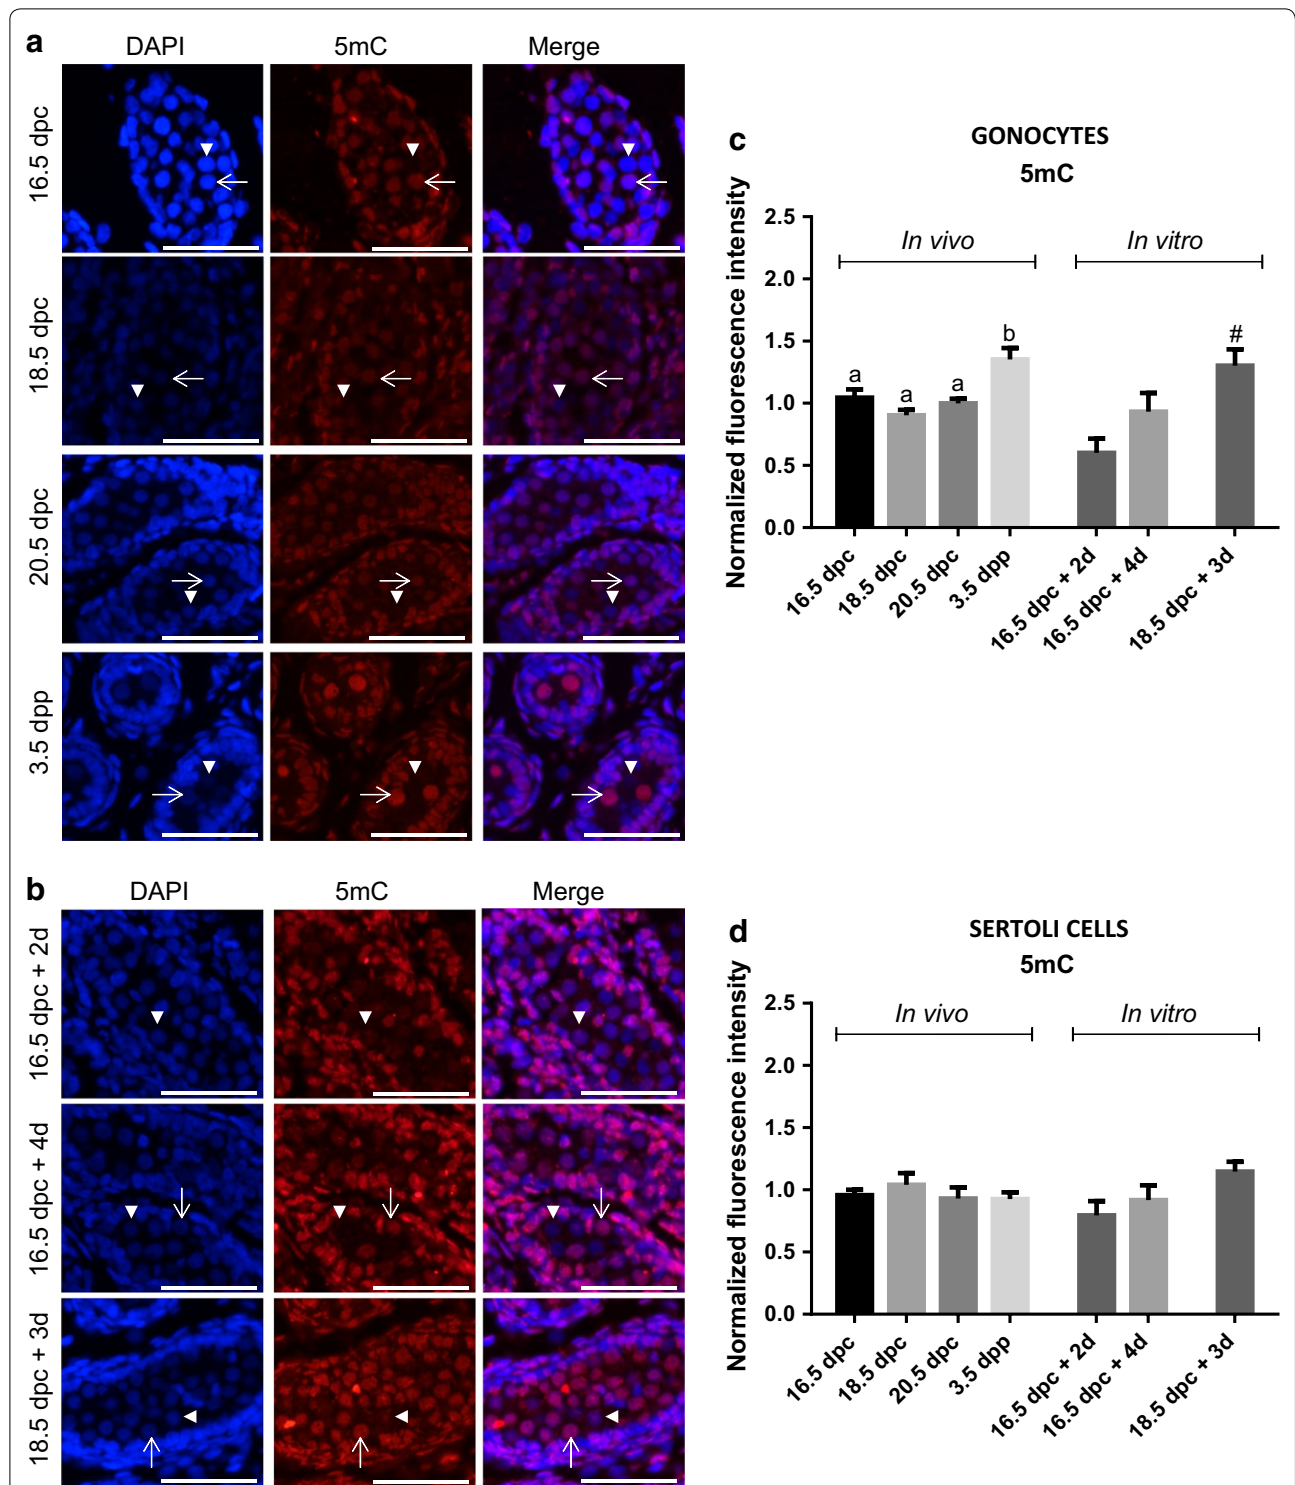 a
DAPI 5mC Merge
16.5 dpc
18.5 dpc
20.5 dpc
3.5 dpp
b
DAPI 5mC Merge
16.5 dpc + 2d
16.5 dpc + 4d
18.5 dpc + 3d
c
GONOCYTES
5mC
Normalized fluorescence intensity
2.5
2.0
1.5
1.0
0.5
0.0
In vivo In vitro
a a a b #
16.5 dpc
18.5 dpc
20.5 dpc
3.5 dpp
16.5 dpc + 2d
16.5 dpc + 4d
18.5 dpc + 3d
d
SERTOLI CELLS
5mC
Normalized fluorescence intensity
2.5
2.0
1.5
1.0
0.5
0.0
In vivo In vitro
16.5 dpc
18.5 dpc
20.5 dpc
3.5 dpp
16.5 dpc + 2d
16.5 dpc + 4d
18.5 dpc + 3d